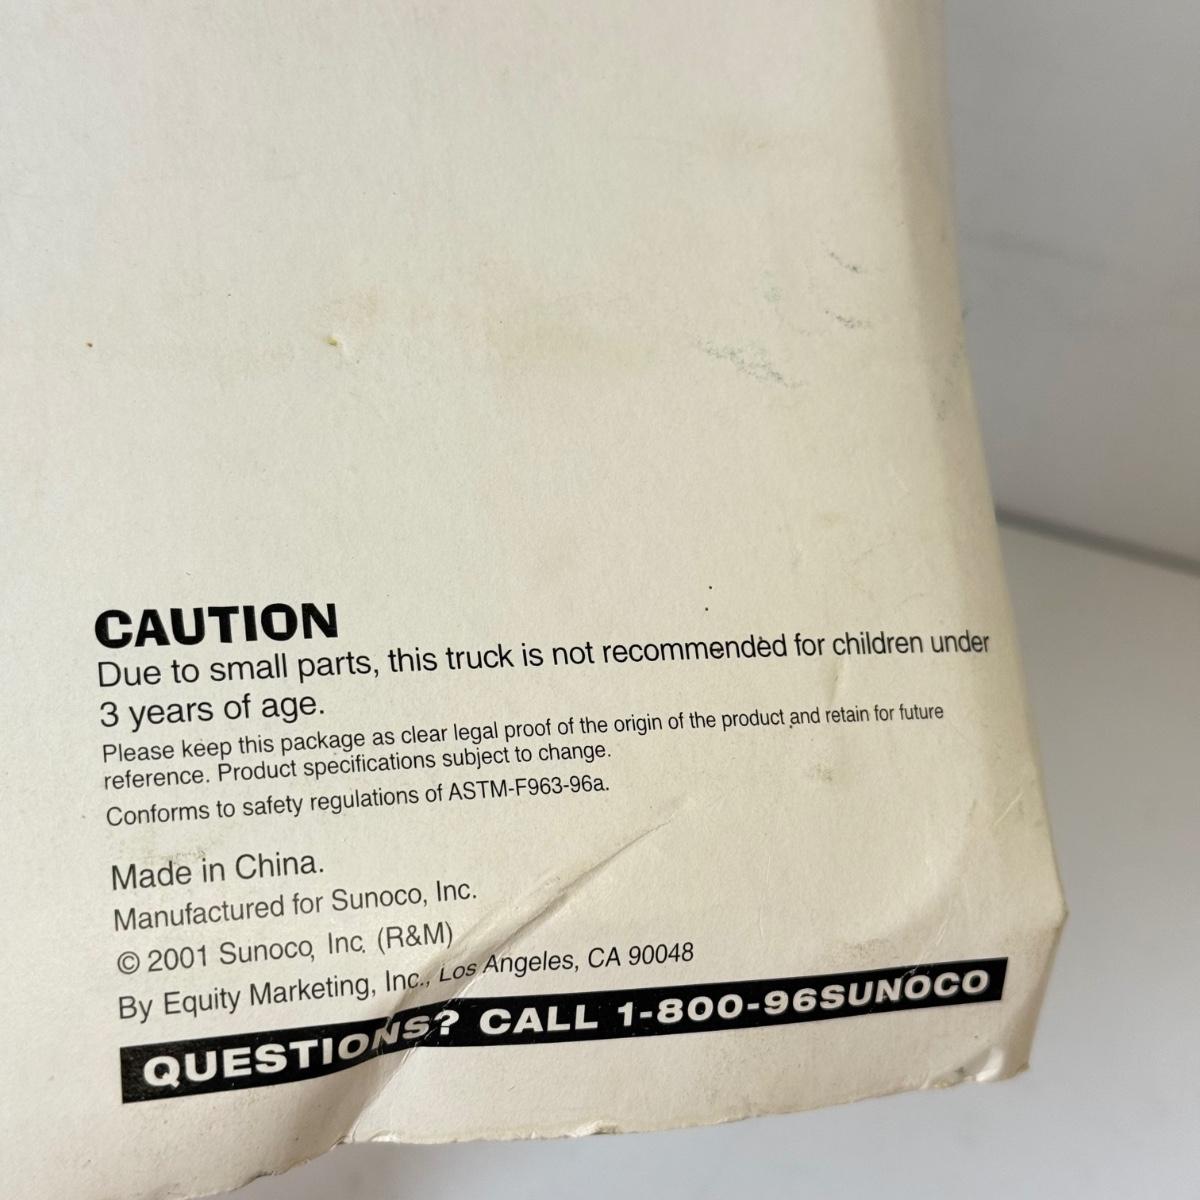 CAUTION
Due to small parts, this truck is not recommended for children under
3 years of age.
Please keep this package as clear legal proof of the origin of the product and retain for future
reference. Product specifications subject to change.
Conforms to safety regulations of ASTM-F963-96a.
Made in China.
Manufactured for Sunoco, Inc.
© 2001 Sunoco, Inc. (R&M)
By Equity Marketing, Inc., Los Angeles, CA 90048
QUESTIONS? CALL 1-800-96SUNOCO